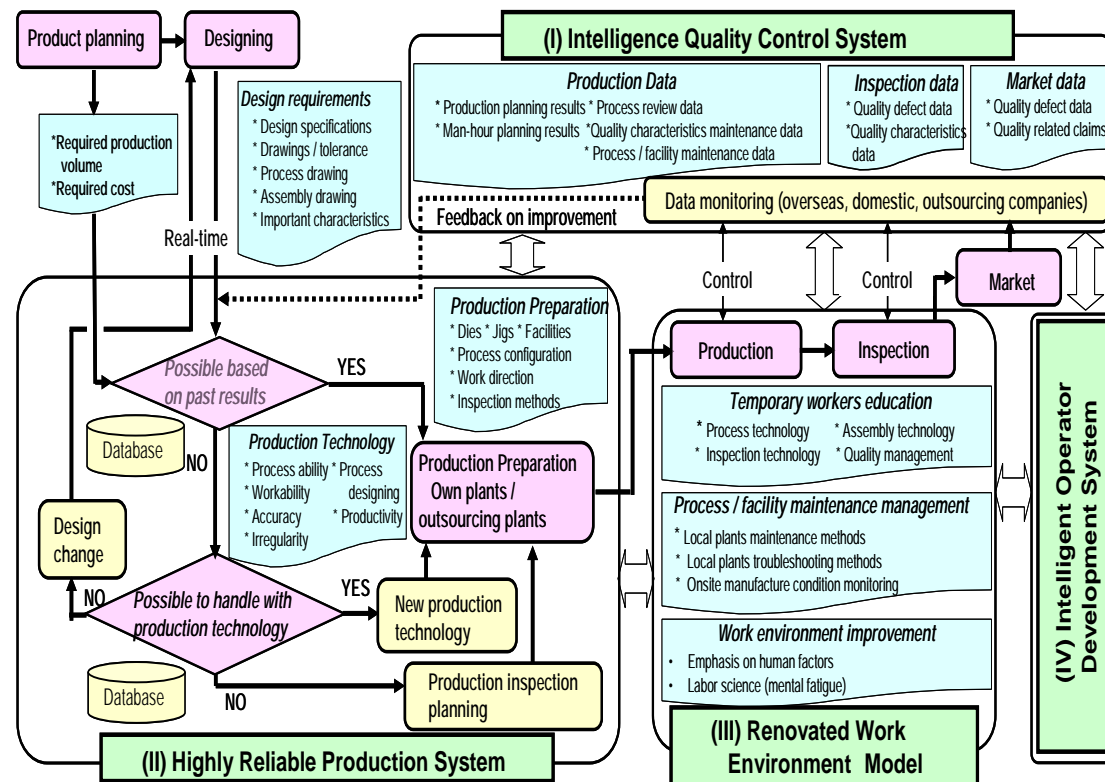 Product planning
Designing
(I) Intelligence Quality Control System
Production Data
* Production planning results * Process review data
* Man-hour planning results * Quality characteristics maintenance data
* Process / facility maintenance data
Inspection data
* Quality defect data
*Quality characteristics
data
Market data
* Quality defect data
* Quality related claims
Design requirements
* Design specifications
* Drawings / tolerance
* Process drawing
* Assembly drawing
* Important characteristics
*Required production
volume
*Required cost
Data monitoring (overseas, domestic, outsourcing companies)
Feedback on improvement
Real-time
Control
Control
Market
Production Preparation
* Dies * Jigs * Facilities
* Process configuration
* Work direction
* Inspection methods
Production
Inspection
Possible based
on past results
YES
Database
NO
Production Technology
* Process ability * Process
* Workability designing
* Accuracy * Productivity
* Irregularity
Production Preparation
Own plants /
outsourcing plants
Temporary workers education
* Process technology * Assembly technology
* Inspection technology * Quality management
Design
change
Process / facility maintenance management
* Local plants maintenance methods
* Local plants troubleshooting methods
* Onsite manufacture condition monitoring
NO
Possible to handle with
production technology
YES
New production
technology
Work environment improvement
• Emphasis on human factors
• Labor science (mental fatigue)
Database
NO
Production inspection
planning
(II) Highly Reliable Production System
(III) Renovated Work
Environment Model
(IV) Intelligent Operator
Development System